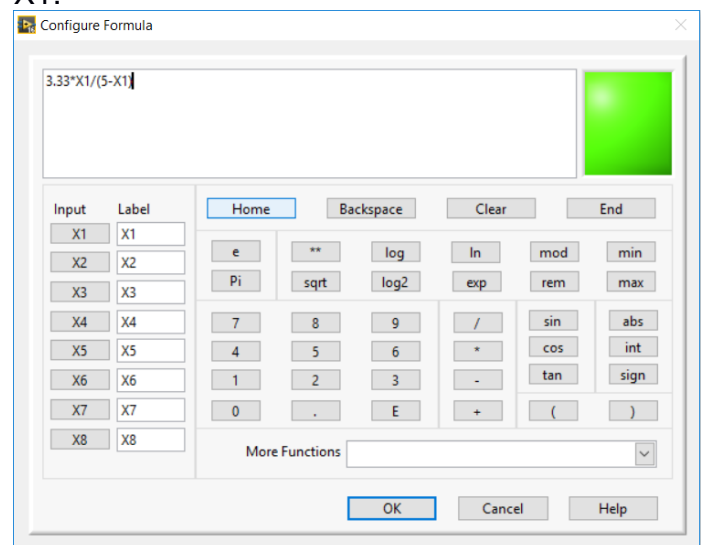 X1.
Configure Formula
3.33*X1/(5-X1)
Input Label Home Backspace Clear End
X1 X1
e ** log ln mod min
X2 X2
Pi sqrt log2 exp rem max
X3 X3
X4 X4 7 8 9 / sin abs
X5 X5 4 5 6 * cos int
X6 X6 1 2 3 - tan sign
X7 X7 0 . E + ( )
X8 X8
More Functions
OK Cancel Help